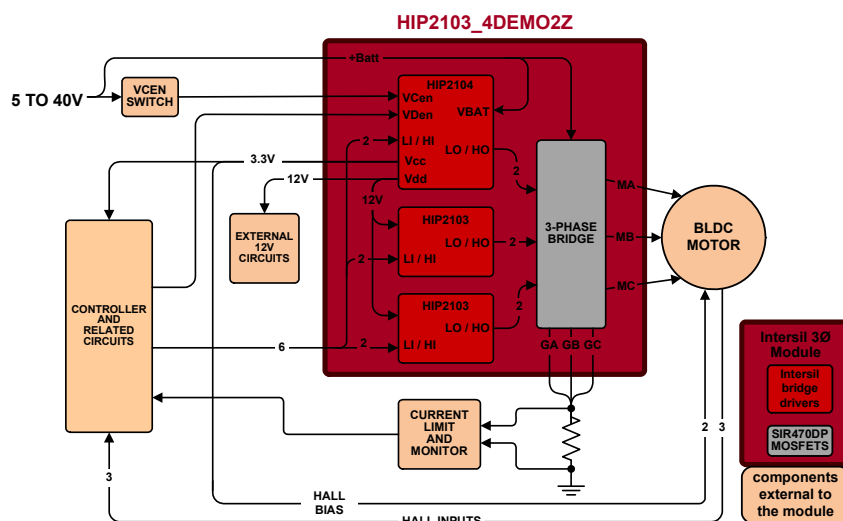 HIP2103_4DEMO2Z
+Batt
5 TO 40V
VCEN
SWITCH
HIP2104
VCen
VDen
VBAT
LI / HI
LO / HO
Vcc
Vdd
2
2
3.3V
12V
12V
EXTERNAL
12V
CIRCUITS
HIP2103
LO / HO
LI / HI
2
2
HIP2103
LO / HO
LI / HI
2
2
6
3-PHASE
BRIDGE
MA
MB
MC
BLDC
MOTOR
GA GB GC
CONTROLLER
AND
RELATED
CIRCUITS
CURRENT
LIMIT
AND
MONITOR
3
2
3
HALL
BIAS
HALL INPUTS
Intersil 3Ø
Module
Intersil
bridge
drivers
SIR470DP
MOSFETS
components
external to
the module